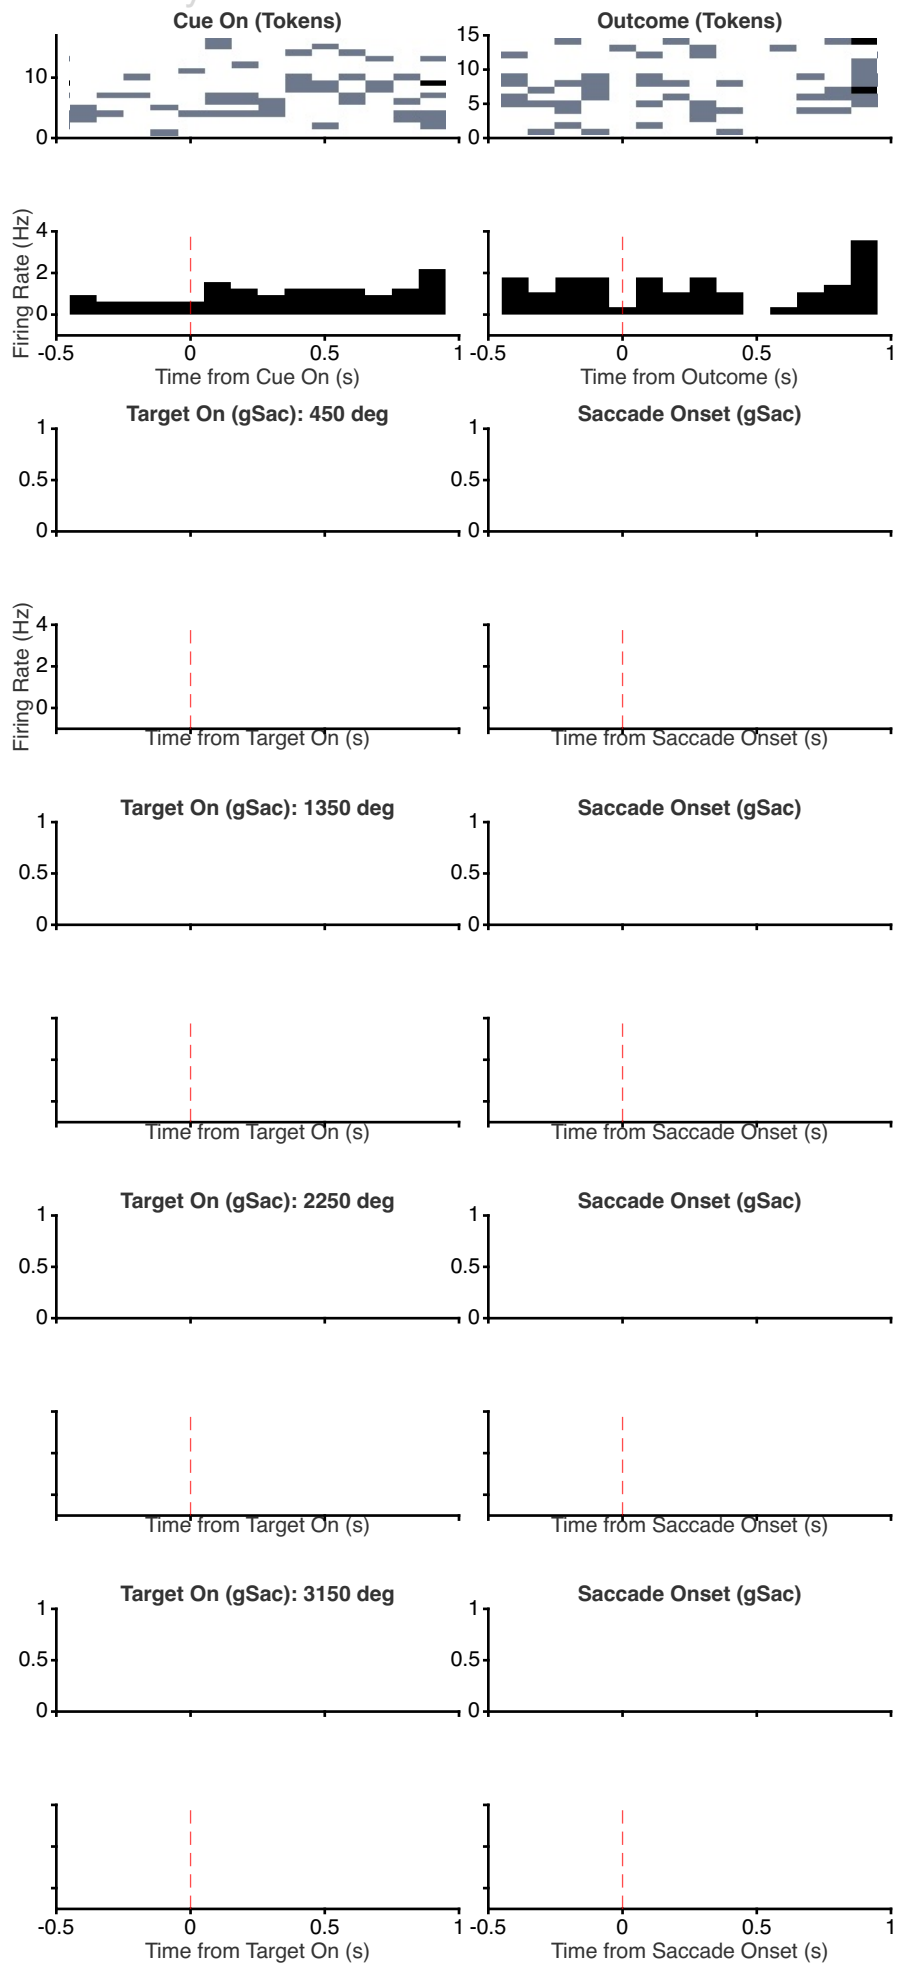 Cue On (Tokens) Outcome (Tokens)
15
10 10
5
0 0
Firing Rate (Hz)
4
2
0
-0.5 0 0.5 1 -0.5 0 0.5 1
Time from Cue On (s) Time from Outcome (s)
Target On (gSac): 450 deg Saccade Onset (gSac)
1 1
0.5 0.5
0 0
Firing Rate (Hz)
4
2
0
Time from Target On (s) Time from Saccade Onset (s)
Target On (gSac): 1350 deg Saccade Onset (gSac)
1 1
0.5 0.5
0 0
Time from Target On (s) Time from Saccade Onset (s)
Target On (gSac): 2250 deg Saccade Onset (gSac)
1 1
0.5 0.5
0 0
Time from Target On (s) Time from Saccade Onset (s)
Target On (gSac): 3150 deg Saccade Onset (gSac)
1 1
0.5 0.5
0 0
-0.5 0 0.5 1 -0.5 0 0.5 1
Time from Target On (s) Time from Saccade Onset (s)